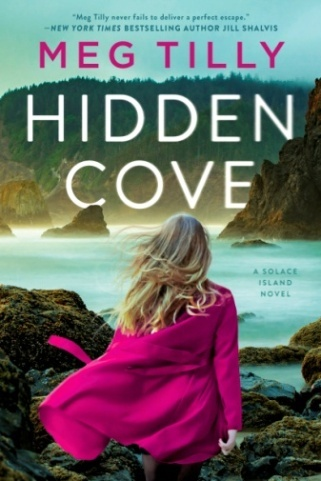 "Meg Tilly never fails to deliver a perfect escape."
—NEW YORK TIMES BESTSELLING AUTHOR JILL SHALVIS
MEG TILLY
HIDDEN
COVE
A SOLACE
ISLAND
NOVEL